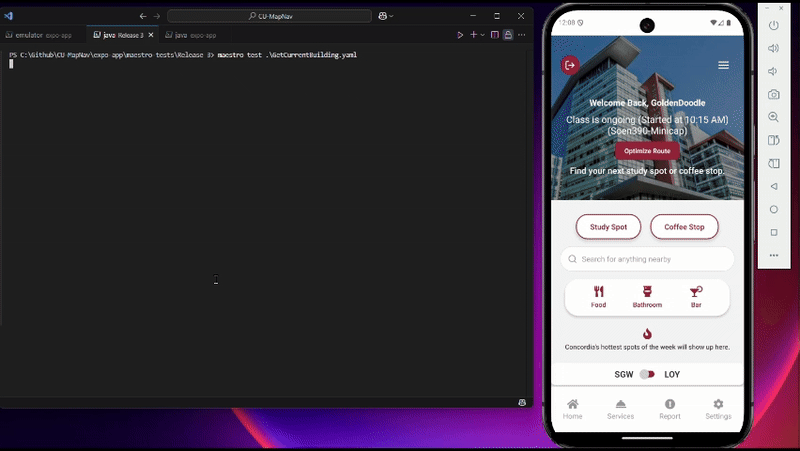 CU-MapNav
emulator expo-app
java Release 3
java expo-app
PS C:\Github\CU-MapNav\expo-app\maestro-tests\Release 3> maestro test .\GetCurrentBuilding.yaml
12:08
Welcome Back, GoldenDoodle
Class is ongoing (Started at 10:15 AM)
(Soen390-Minicap)
Optimize Route
Find your next study spot or coffee stop.
Study Spot
Coffee Stop
Search for anything nearby
Food
Bathroom
Bar
Concordia's hottest spots of the week will show up here.
SGW
LOY
Home
Services
Report
Settings